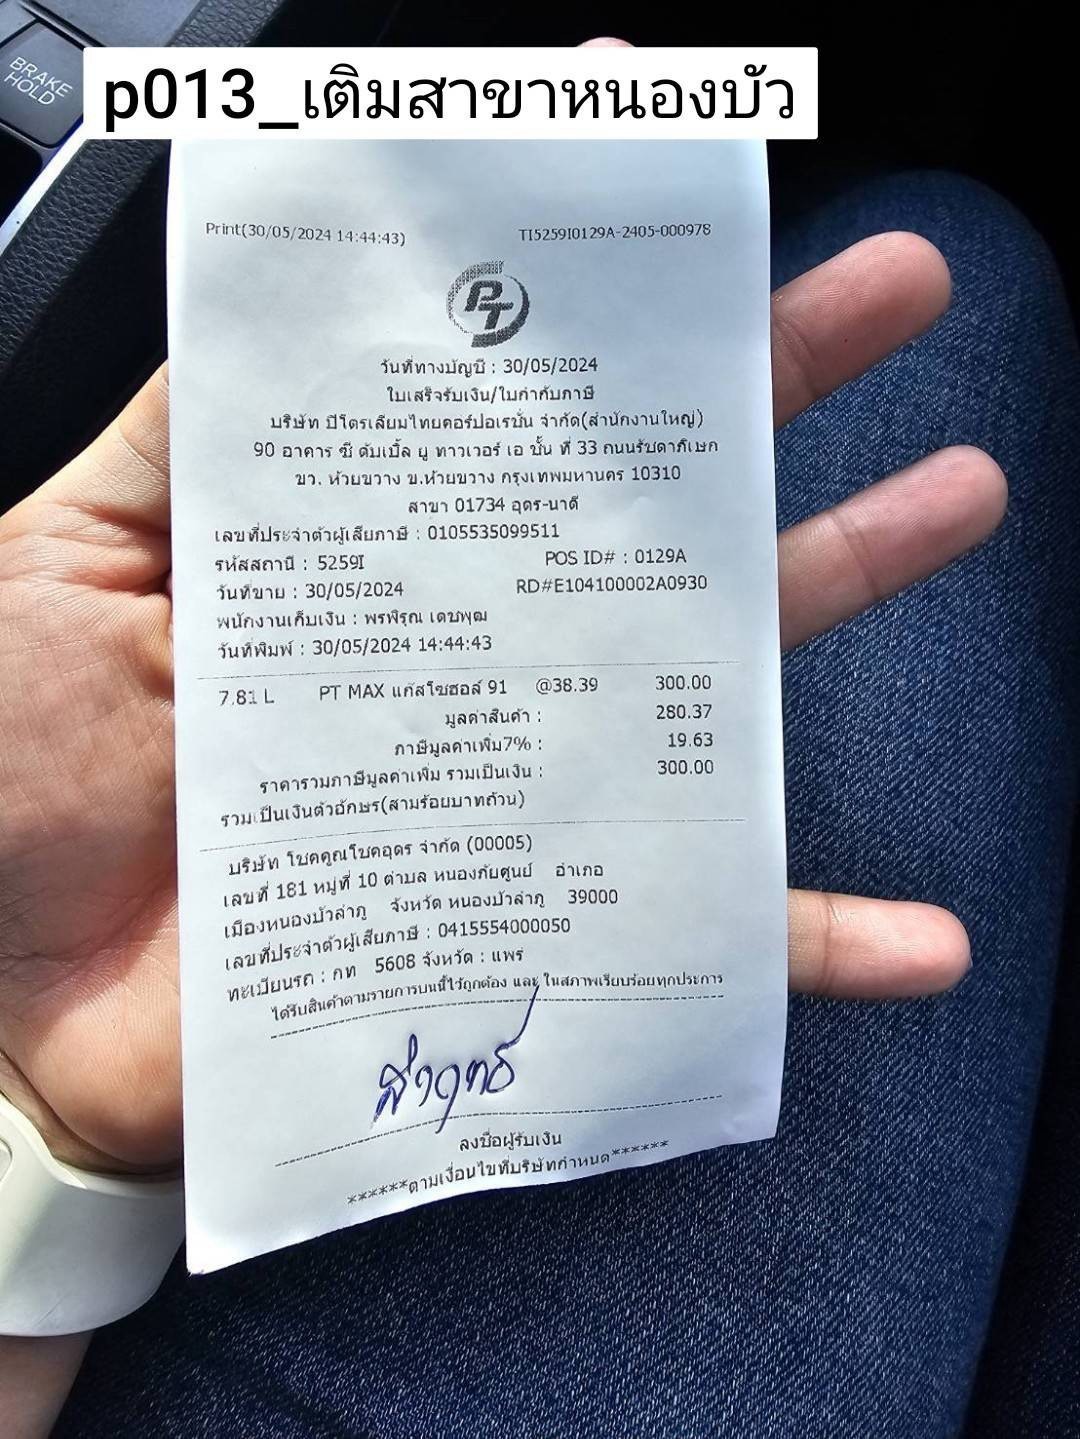 BRAKE
HOLD
p013_เติมสาขาหนองบัว
Print(30/05/2024 14:44:43) TI5259I0129A-2405-000978
PT
วันที่ทางบัญชี : 30/05/2024
ใบเสร็จรับเงิน/ใบกำกับภาษี
บริษัท ปิโตรเลียมไทยคอร์ปอเรชั่น จำกัด(สำนักงานใหญ่)
90 อาคาร ซี ดับเบิ้ล ยู ทาวเวอร์ เอ ชั้น ที่ 33 ถนนรัชดาภิเษก
ขว. ห้วยขวาง ข.ห้วยขวาง กรุงเทพมหานคร 10310
สาขา 01734 อุดร-นาดี
เลขที่ประจำตัวผู้เสียภาษี : 0105535099511
รหัสสถานี : 5259I POS ID# : 0129A
วันที่ขาย : 30/05/2024 RD#E104100002A0930
พนักงานเก็บเงิน : พรพิรุณ เดชพุฒ
วันที่พิมพ์ : 30/05/2024 14:44:43
7.81 L PT MAX แก๊สโซฮอล์ 91 @38.39 300.00
มูลค่าสินค้า : 280.37
ภาษีมูลค่าเพิ่ม7% : 19.63
ราคารวมภาษีมูลค่าเพิ่ม รวมเป็นเงิน : 300.00
รวมเป็นเงินตัวอักษร(สามร้อยบาทถ้วน)
บริษัท โชคคูณโชคอุดร จำกัด (00005)
เลขที่ 181 หมู่ที่ 10 ตำบล หนองภัยศูนย์ อำเภอ
เมืองหนองบัวลำภู จังหวัด หนองบัวลำภู 39000
เลขที่ประจำตัวผู้เสียภาษี : 0415554000050
ทะเบียนรถ : กท 5608 จังหวัด : แพร่
ได้รับสินค้าตามรายการบนนี้ไว้ถูกต้อง และ ในสภาพเรียบร้อยทุกประการ
ลงชื่อผู้รับเงิน
******ตามเงื่อนไขที่บริษัทกำหนด******